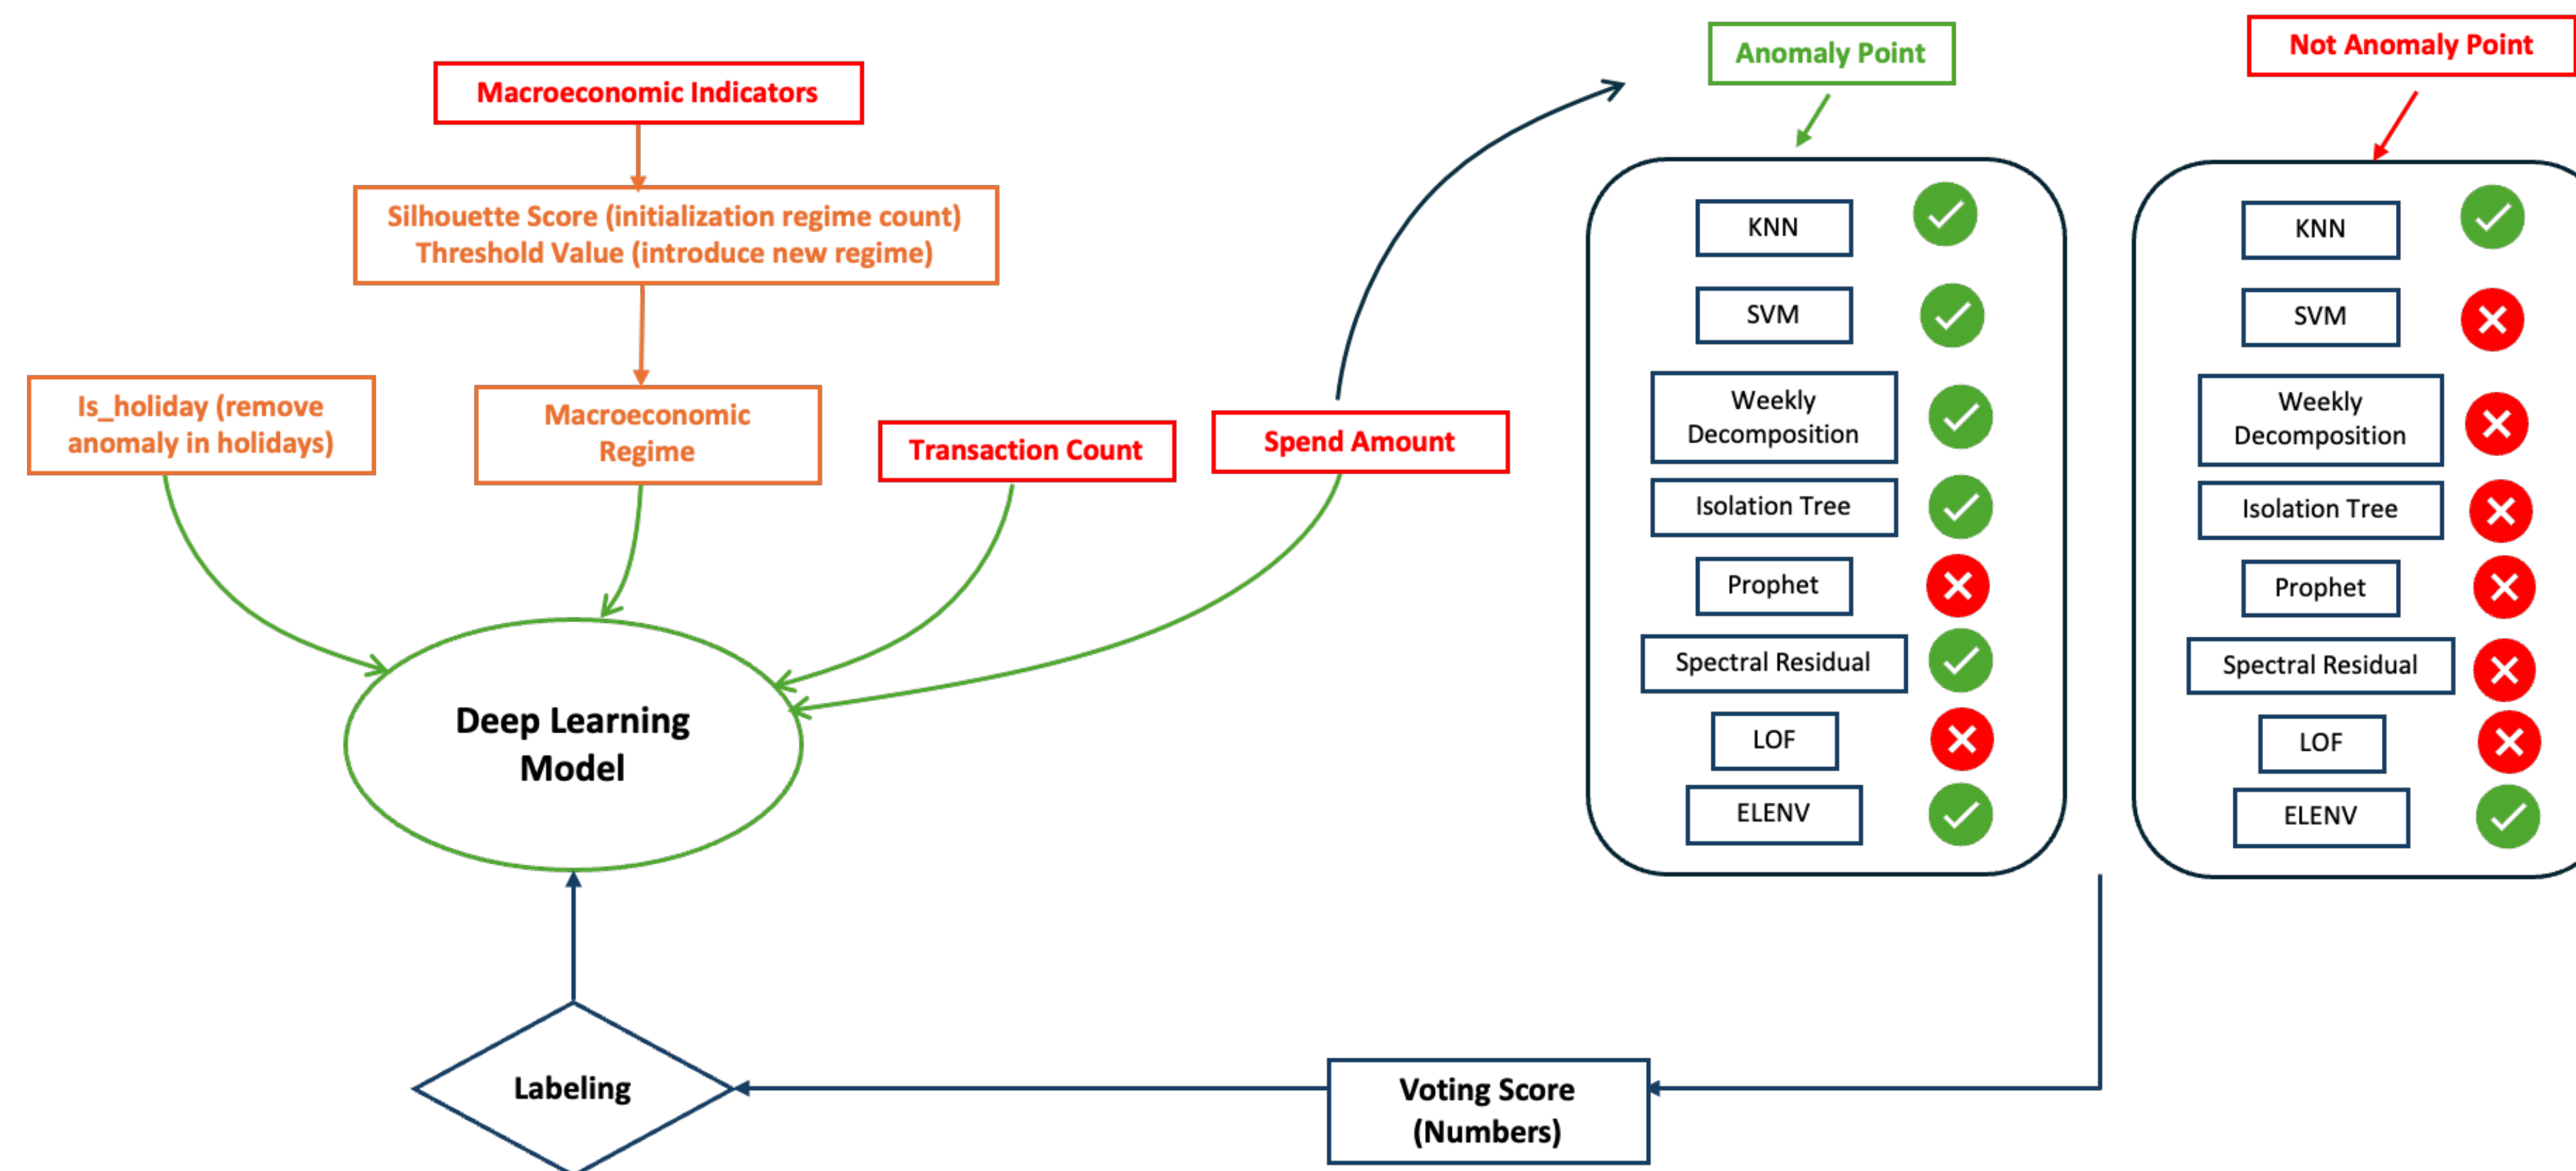 Macroeconomic Indicators
Silhouette Score (initialization regime count)
Threshold Value (introduce new regime)
Is_holiday (remove
anomaly in holidays)
Macroeconomic
Regime
Transaction Count
Spend Amount
Deep Learning
Model
Labeling
Voting Score
(Numbers)
Anomaly Point
KNN
SVM
Weekly
Decomposition
Isolation Tree
Prophet
Spectral Residual
LOF
ELENV
Not Anomaly Point
KNN
SVM
Weekly
Decomposition
Isolation Tree
Prophet
Spectral Residual
LOF
ELENV